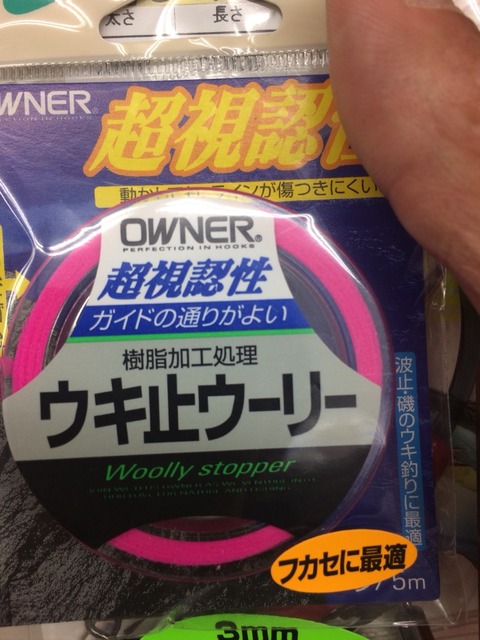 太さ 長さ
OWNER
超視認性
ラインが傷つきにくい
OWNER
PERFECTION IN HOOKS
超視認性
ガイドの通りがよい
樹脂加工処理
ウキ止ウーリー
Woolly stopper
波止・磯のウキ釣りに最適
フカセに最適
5m
3mm